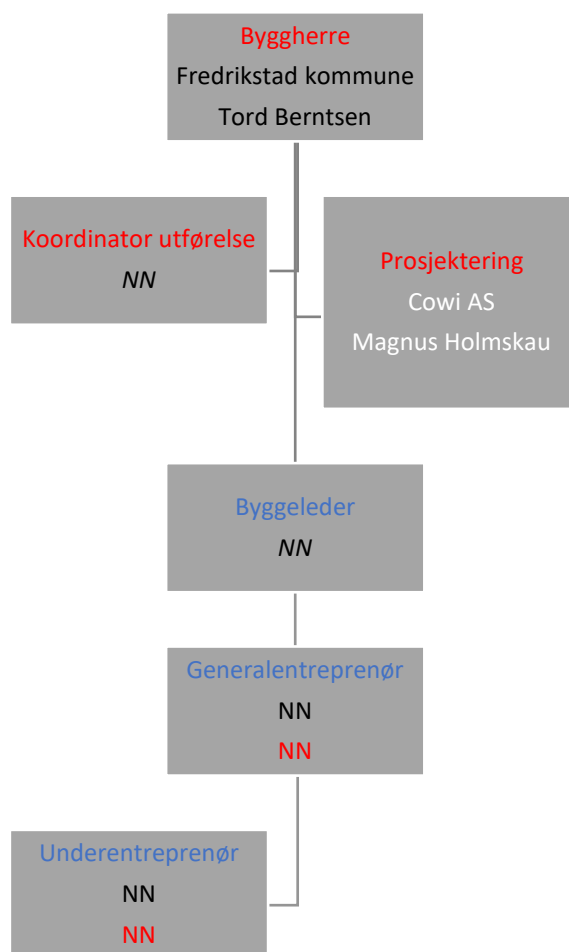 Byggherre
Fredrikstad kommune
Tord Berntsen
Koordinator utførelse
NN
Prosjektering
Cowi AS
Magnus Holmskau
Byggeleder
NN
Generalentreprenør
NN
NN
Underentreprenør
NN
NN